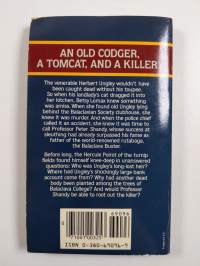 AN OLD CODGER,
A TOMCAT, AND A KILLER
The venerable Herbert Ungley wouldn't have
been caught dead without his toupee.
So when his landlady's cat dragged it into
her kitchen, Betsy Lomax knew something
was amiss. When she found old Ungley lying
behind the Balaclavian Society clubhouse, she
knew it was murder. And when the police chief
called it an accident, she knew it was time to
call Professor Peter Shandy, whose success at
sleuthing had already surpassed his fame as
father of the world-renowned rutabaga,
the Balaclava Buster.
Before long, the Hercule Poirot of the turnip
fields found himself knee-deep in unanswered
questions: Who was Ungley's long-lost heir?
Where had Ungley's shockingly large bank
account come from? Why had another dead
body been planted among the trees of
Balaclava College? And would Professor
Shandy be able to root out the killer?
69096
ISBN 0-380-69096-9